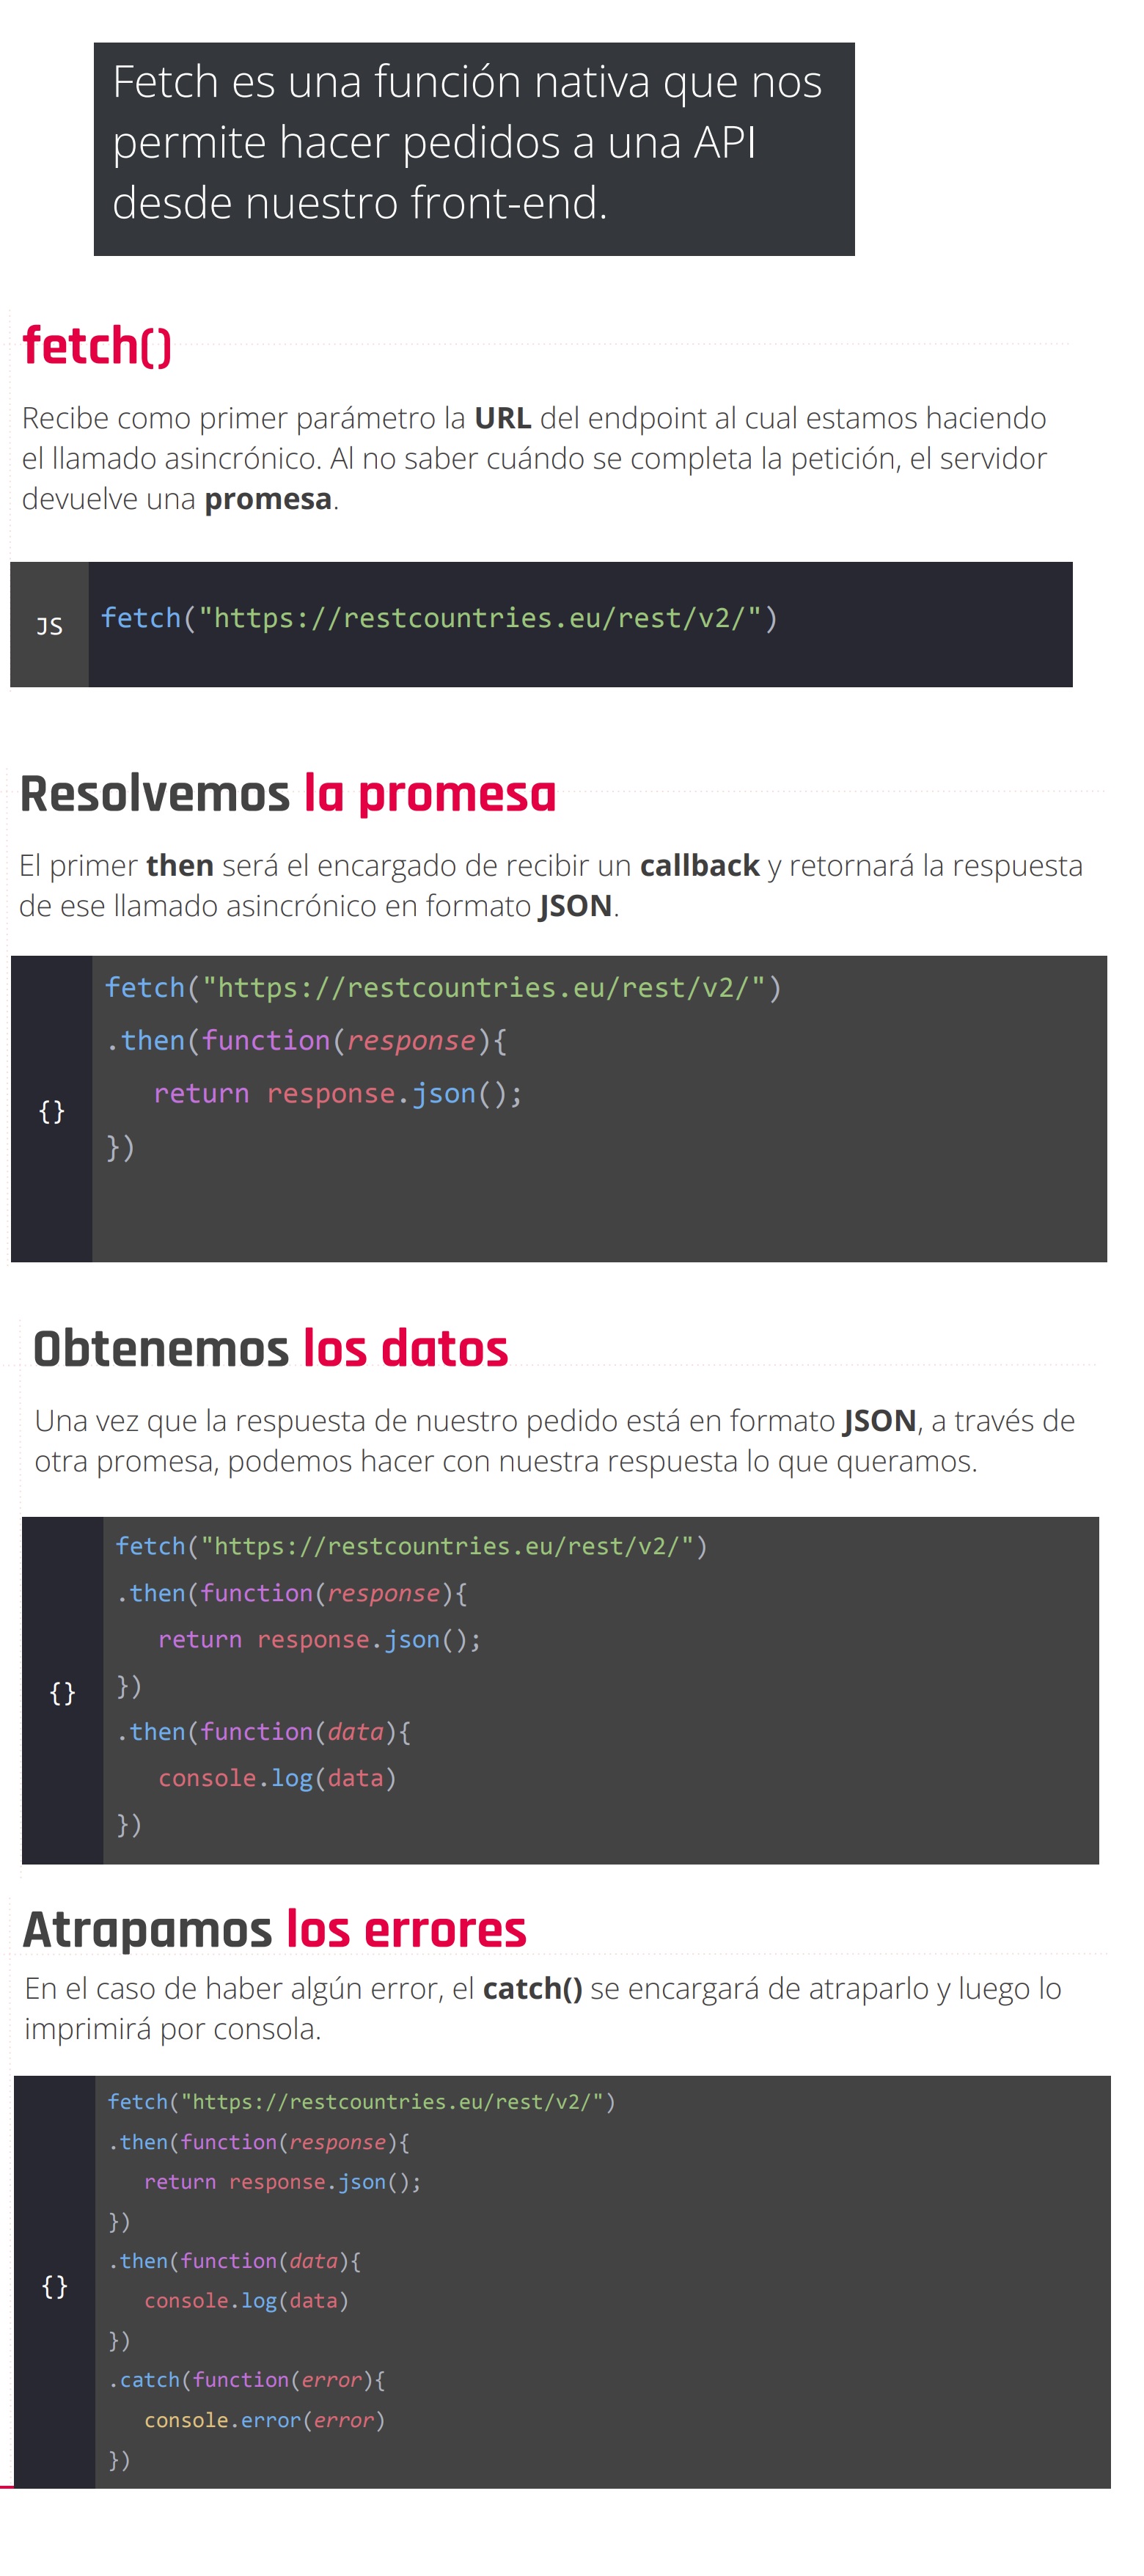 Fetch es una función nativa que nos
permite hacer pedidos a una API
desde nuestro front-end.
fetch()
Recibe como primer parámetro la URL del endpoint al cual estamos haciendo
el llamado asincrónico. Al no saber cuándo se completa la petición, el servidor
devuelve una promesa.
JS
fetch("https://restcountries.eu/rest/v2/")
Resolvemos la promesa
El primer then será el encargado de recibir un callback y retornará la respuesta
de ese llamado asincrónico en formato JSON.
fetch("https://restcountries.eu/rest/v2/")
.then(function(response){
   return response.json();
{}
})
Obtenemos los datos
Una vez que la respuesta de nuestro pedido está en formato JSON, a través de
otra promesa, podemos hacer con nuestra respuesta lo que queramos.
fetch("https://restcountries.eu/rest/v2/")
.then(function(response){
   return response.json();
})
{}
.then(function(data){
   console.log(data)
})
Atrapamos los errores
En el caso de haber algún error, el catch() se encargará de atraparlo y luego lo
imprimirá por consola.
fetch("https://restcountries.eu/rest/v2/")
.then(function(response){
   return response.json();
})
.then(function(data){
{}
   console.log(data)
})
.catch(function(error){
   console.error(error)
})